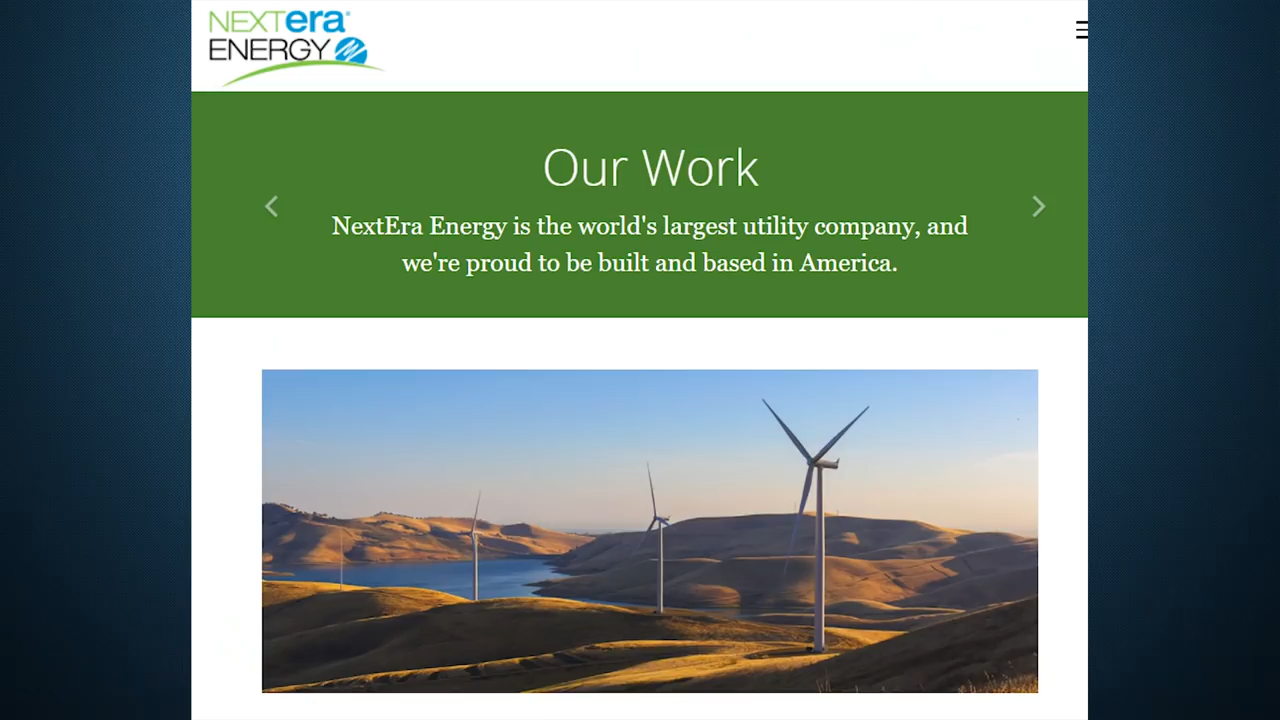 NEXTera
ENERGY
Our Work
NextEra Energy is the world's largest utility company, and
we're proud to be built and based in America.